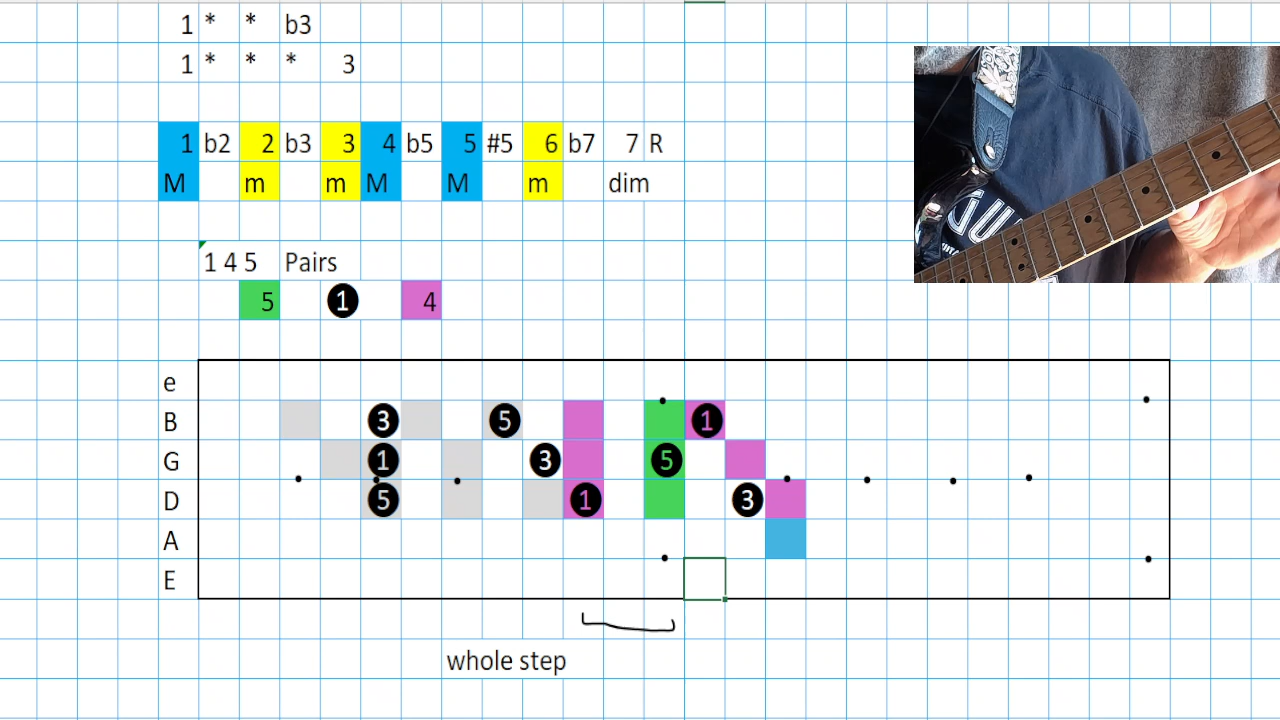 1 * * b3
1 * * * 3
1 b2 2 b3 3 4 b5 5 #5 6 b7 7 R
M m m M M m dim
1 4 5 Pairs
5 1 4
e
B 3 5 1
G 1 3 5
D 5 1 3
A
E
whole step